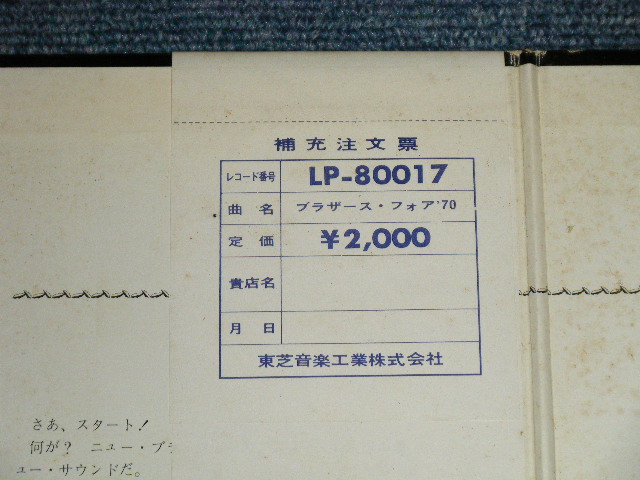 補充注文票
レコード番号 LP-80017
曲名 ブラザース・フォア'70
定価 ¥2,000
貴店名
月日
東芝音楽工業株式会社
さあ、スタート!
何が? ニュー・ブラ
ュー・サウンドだ。